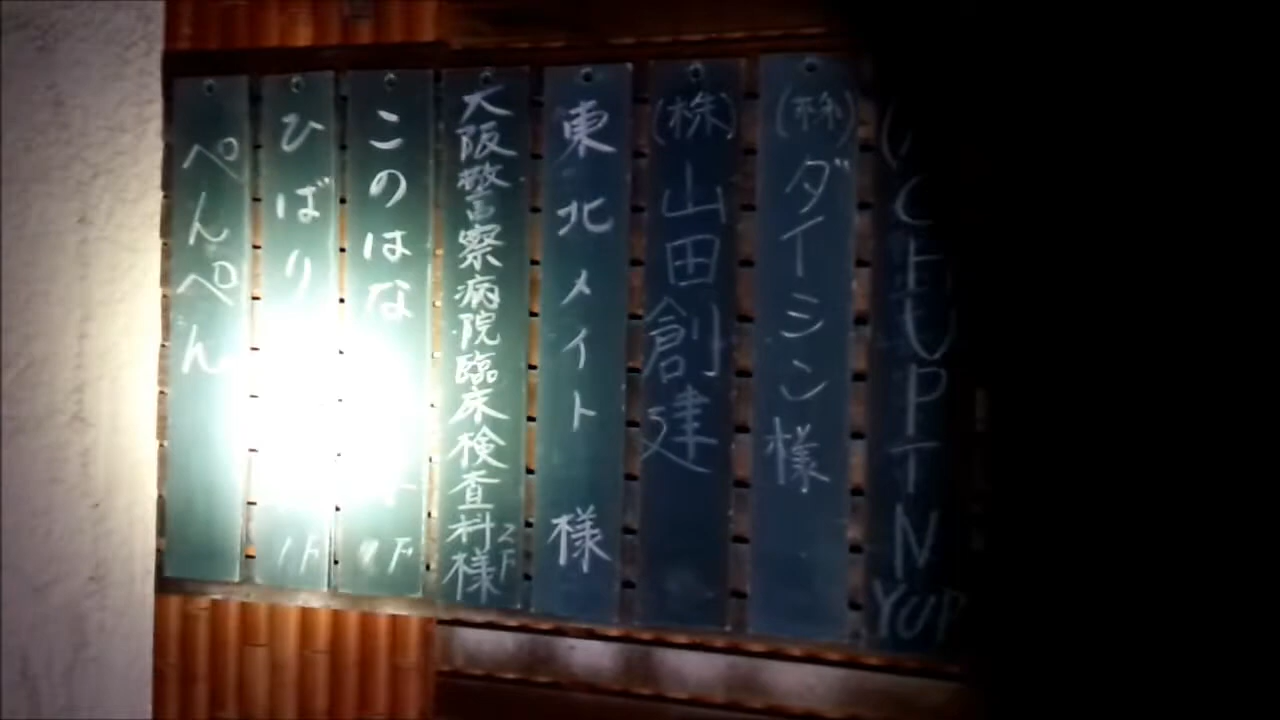 (株)ダイシン様
(株)山田創建
東北メイト 様
大阪警察病院臨床検査科様 2F
このはな
ひばり 1F
ぺんぺん